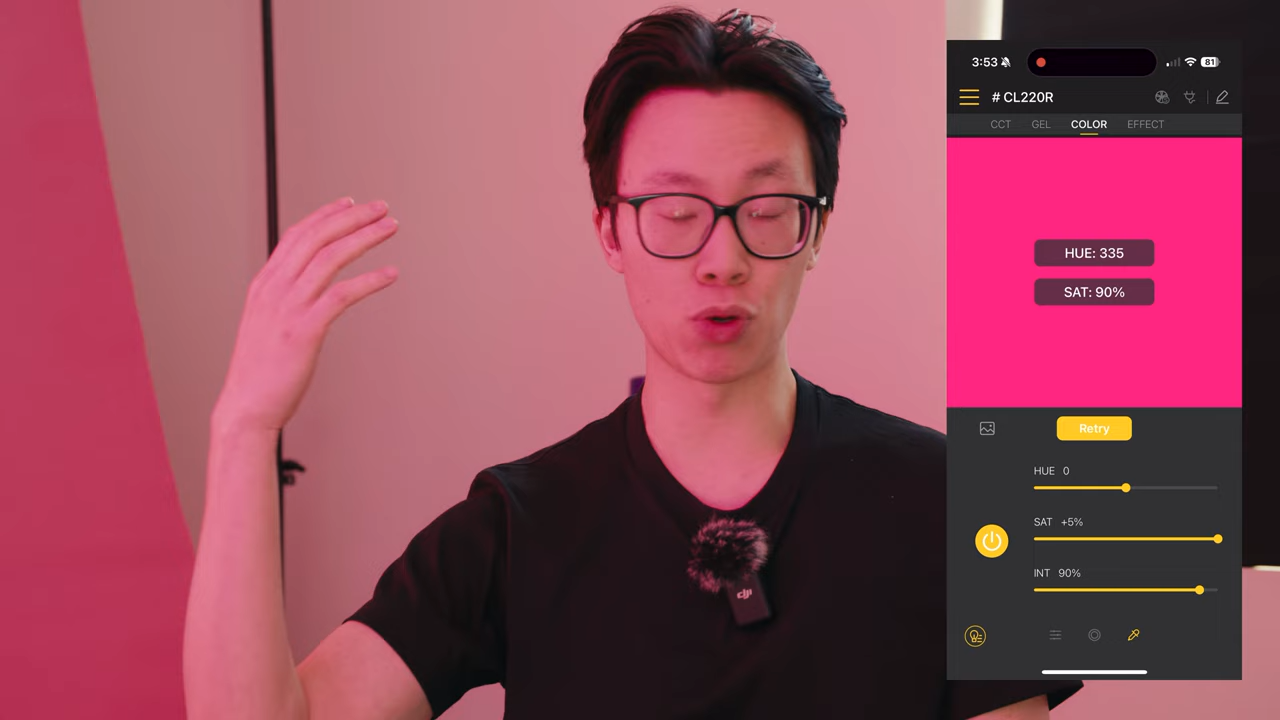 3:53
81
# CL220R
CCT GEL COLOR EFFECT
HUE: 335
SAT: 90%
Retry
HUE 0
SAT +5%
INT 90%
dji